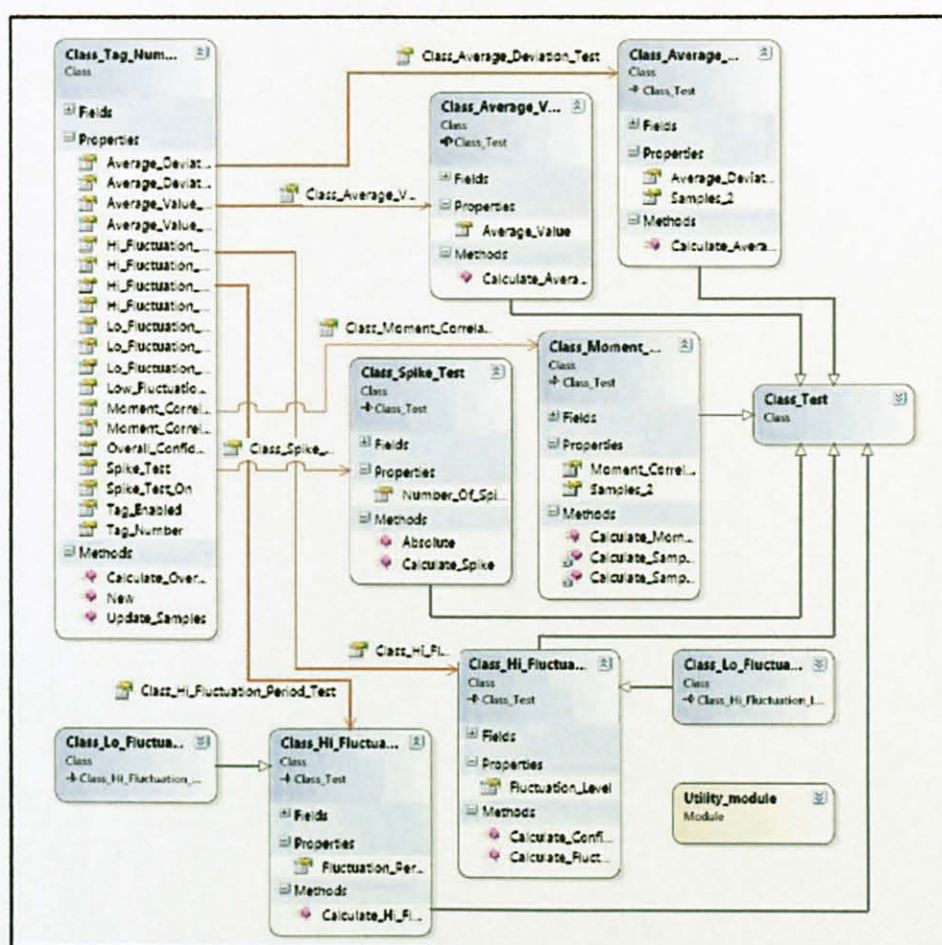 Class_Tag_Num...
Class
Fields
Properties
Average_Deviat...
Average_Deviat...
Average_Value_...
Average_Value_...
Hi_Fluctuation_...
Hi_Fluctuation_...
Hi_Fluctuation_...
Hi_Fluctuation_...
Lo_Fluctuation_...
Lo_Fluctuation_...
Lo_Fluctuation_...
Low_Fluctuatio...
Moment_Correl...
Moment_Correl...
Overall_Confid...
Spike_Test
Spike_Test_On
Tag_Enabled
Tag_Number
Methods
Calculate_Over...
New
Update_Samples
Class_Average_Deviation_Test
Class_Average_V...
Class_Moment_Correla...
Class_Spike_...
Class_Hi_Fl...
Class_Hi_Fluctuation_Period_Test
Class_Average_V...
Class
Class_Test
Fields
Properties
Average_Value
Methods
Calculate_Avera...
Class_Average_...
Class
Class_Test
Fields
Properties
Average_Deviat...
Samples_2
Methods
Calculate_Avera...
Class_Spike_Test
Class
Class_Test
Fields
Properties
Number_Of_Spi...
Methods
Absolute
Calculate_Spike
Class_Moment_...
Class
Class_Test
Fields
Properties
Moment_Correl...
Samples_2
Methods
Calculate_Mom...
Calculate_Samp...
Calculate_Samp...
Class_Test
Class
Class_Lo_Fluctua...
Class
Class_Hi_Fluctuation_...
Class_Hi_Fluctua...
Class
Class_Test
Fields
Properties
Fluctuation_Per...
Methods
Calculate_Hi_Fl...
Class_Hi_Fluctua...
Class
Class_Test
Fields
Properties
Fluctuation_Level
Methods
Calculate_Confi...
Calculate_Fluct...
Class_Lo_Fluctua...
Class
Class_Hi_Fluctuation_L...
Utility_module
Module